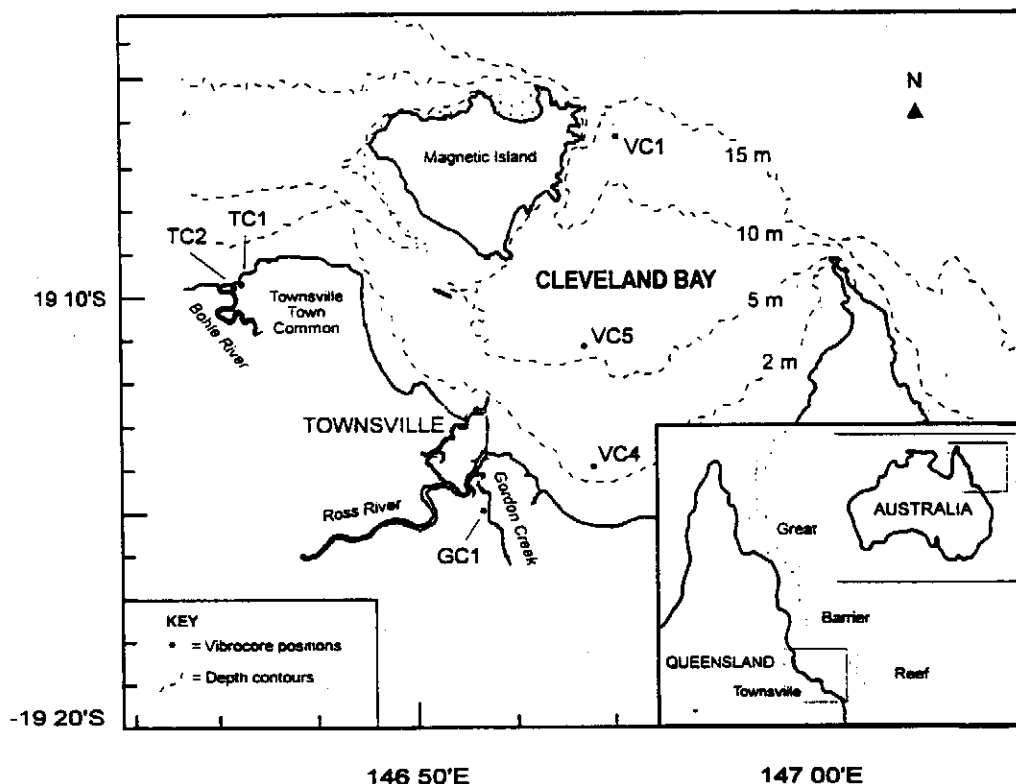 N
Magnetic Island
VC1
15 m
TC1
TC2
10 m
19 10'S
CLEVELAND BAY
Townsville
Town
Common
Bohle River
5 m
VC5
2 m
TOWNSVILLE
VC4
Ross River
Gordon Creek
GC1
AUSTRALIA
Great
Barrier
Reef
QUEENSLAND
Townsville
KEY
= Vibrocore positions
= Depth contours
-19 20'S
146 50'E
147 00'E